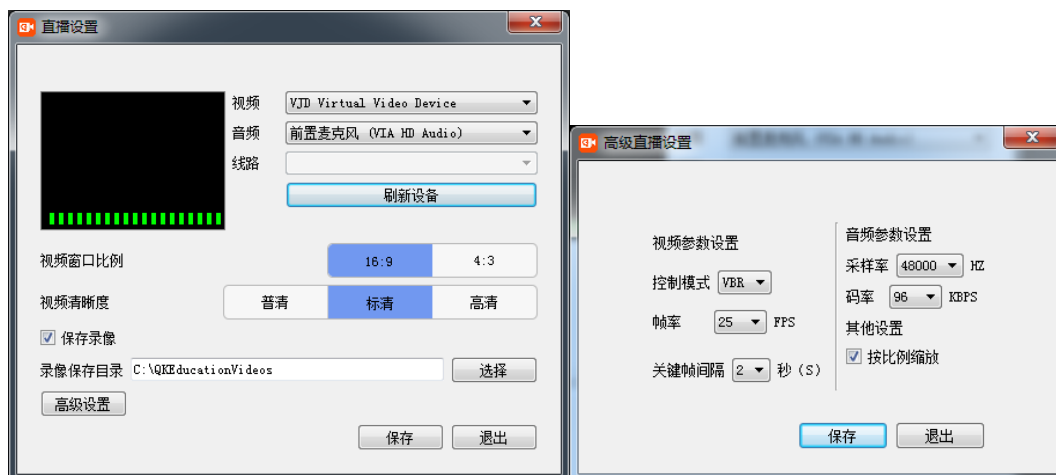 直播设置
视频 VJD Virtual Video Device
音频 前置麦克风 (VIA HD Audio)
线路
刷新设备
视频窗口比例 16:9 4:3
视频清晰度 普清 标清 高清
保存录像
录像保存目录 C:\QKEducationVideos 选择
高级设置
保存 退出
高级直播设置
视频参数设置
控制模式 VBR
帧率 25 FPS
关键帧间隔 2 秒 (S)
音频参数设置
采样率 48000 HZ
码率 96 KBPS
其他设置
按比例缩放
保存 退出